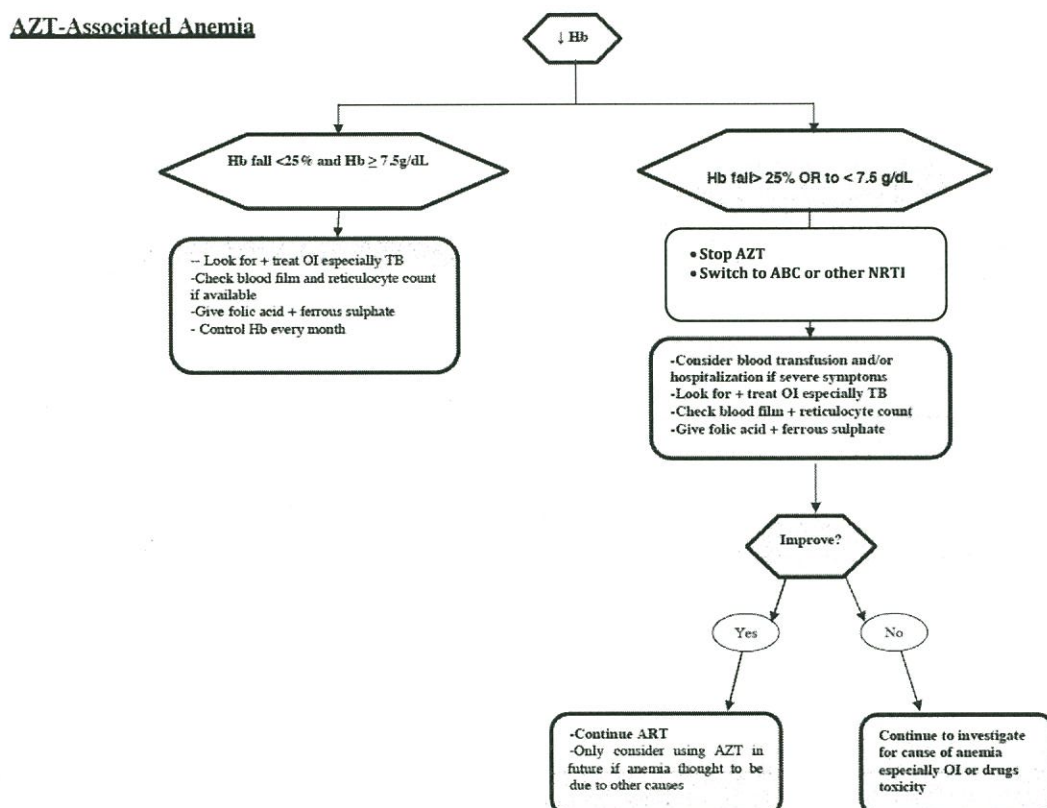 AZT-Associated Anemia
↓ Hb
Hb fall <25% and Hb ≥ 7.5g/dL
-- Look for + treat OI especially TB
-Check blood film and reticulocyte count
if available
-Give folic acid + ferrous sulphate
- Control Hb every month
Hb fall> 25% OR to < 7.5 g/dL
• Stop AZT
• Switch to ABC or other NRTI
-Consider blood transfusion and/or
hospitalization if severe symptoms
-Look for + treat OI especially TB
-Check blood film + reticulocyte count
-Give folic acid + ferrous sulphate
Improve?
Yes
No
-Continue ART
-Only consider using AZT in
future if anemia thought to be
due to other causes
Continue to investigate
for cause of anemia
especially OI or drugs
toxicity